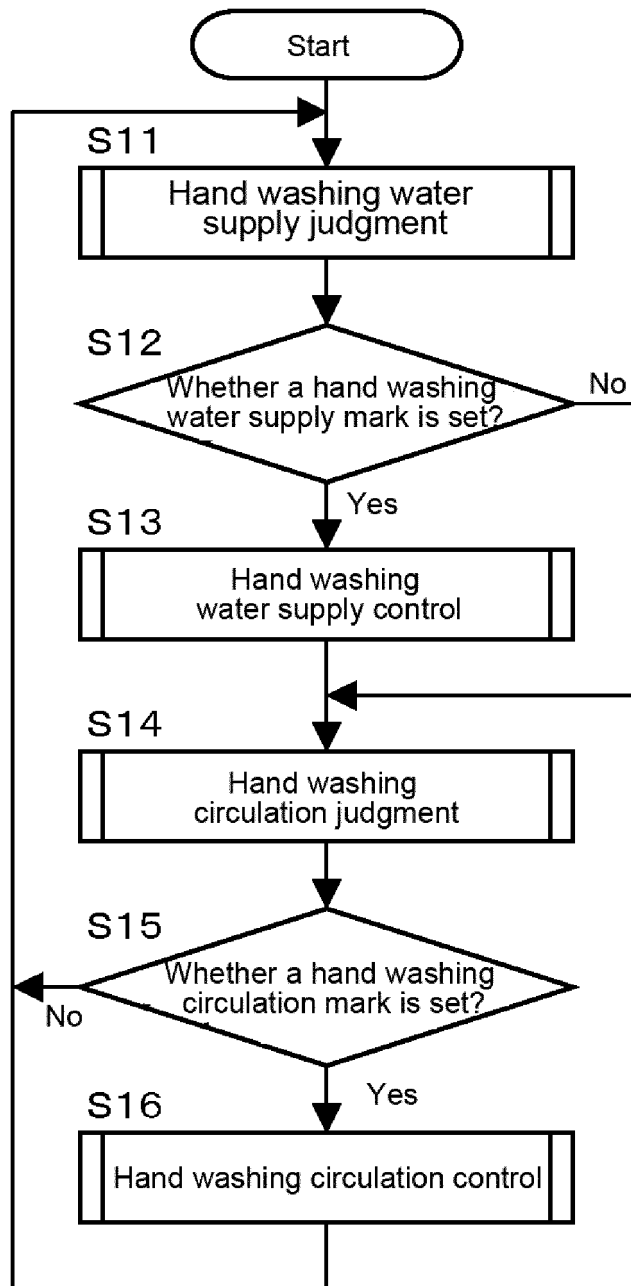 Start
S11
Hand washing water
supply judgment
S12
Whether a hand washing
water supply mark is set?
No
Yes
S13
Hand washing
water supply control
S14
Hand washing
circulation judgment
S15
Whether a hand washing
circulation mark is set?
No
Yes
S16
Hand washing circulation control